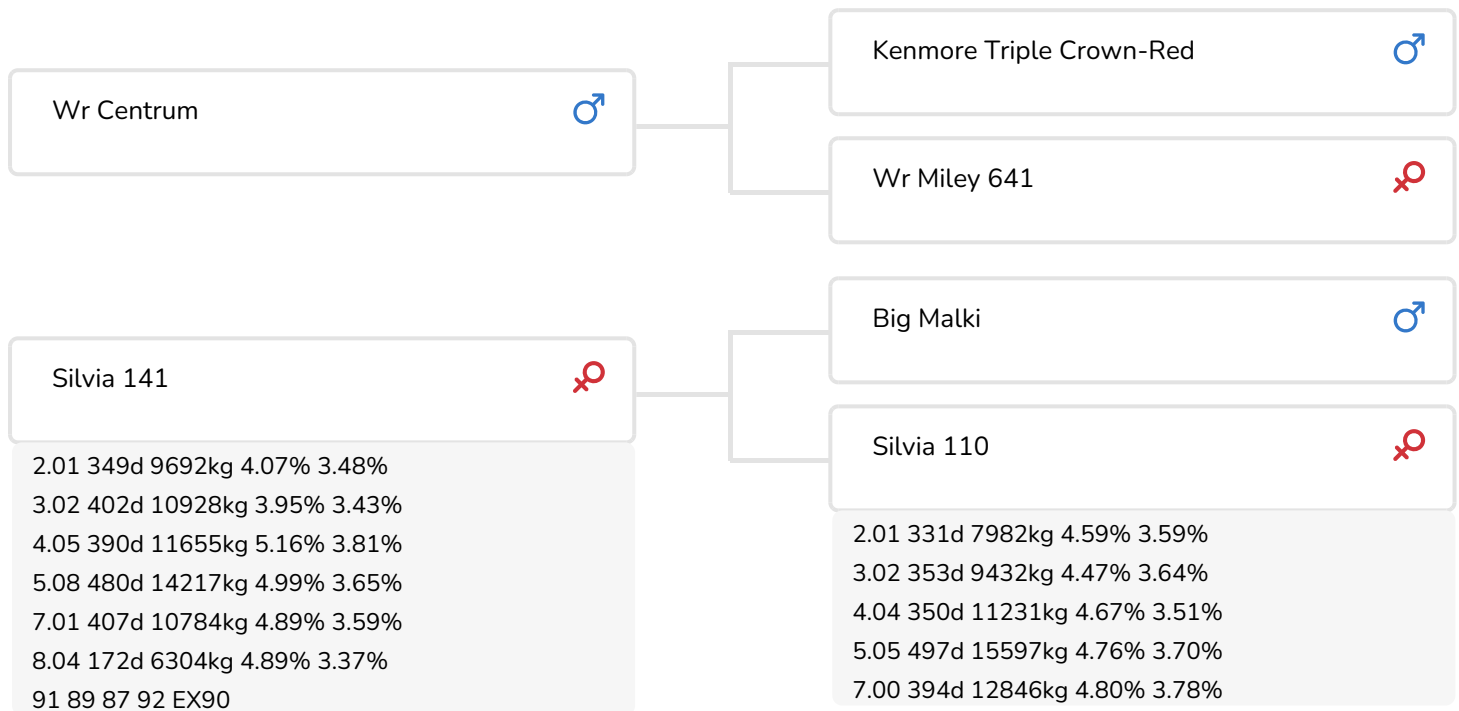 Wr Centrum
Kenmore Triple Crown-Red
Wr Miley 641
Silvia 141
2.01 349d 9692kg 4.07% 3.48%
3.02 402d 10928kg 3.95% 3.43%
4.05 390d 11655kg 5.16% 3.81%
5.08 480d 14217kg 4.99% 3.65%
7.01 407d 10784kg 4.89% 3.59%
8.04 172d 6304kg 4.89% 3.37%
91 89 87 92 EX90
Big Malki
Silvia 110
2.01 331d 7982kg 4.59% 3.59%
3.02 353d 9432kg 4.47% 3.64%
4.04 350d 11231kg 4.67% 3.51%
5.05 497d 15597kg 4.76% 3.70%
7.00 394d 12846kg 4.80% 3.78%